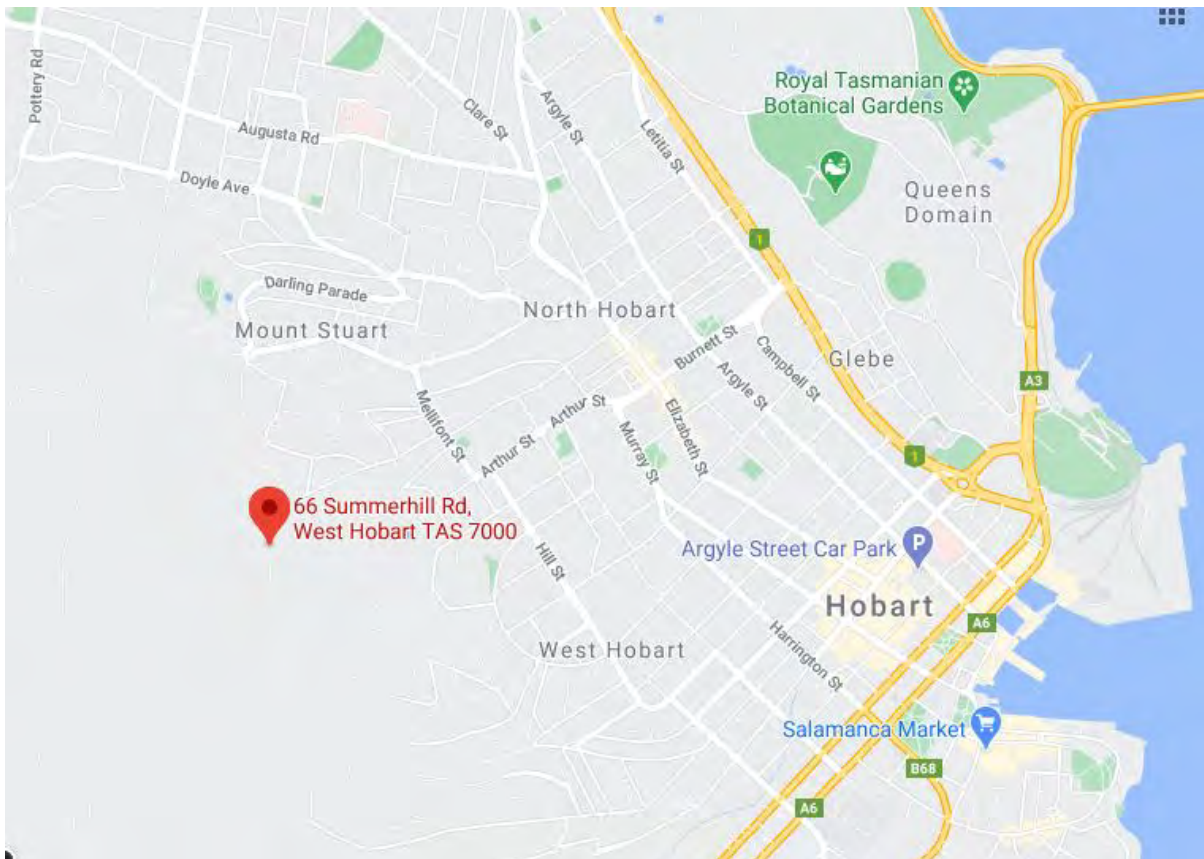 Royal Tasmanian
Botanical Gardens
Pottery Rd
Clare St
Argyle St
Letitia St
Augusta Rd
Doyle Ave
Queens
Domain
1
Darling Parade
North Hobart
Mount Stuart
Burnett St
Campbell St
Glebe
Argyle St
A3
Mellifont St
Arthur St
Arthur St
Murray St
Elizabeth St
1
66 Summerhill Rd,
West Hobart TAS 7000
Hill St
Argyle Street Car Park
P
Hobart
A6
West Hobart
Harrington St
Salamanca Market
B68
A6